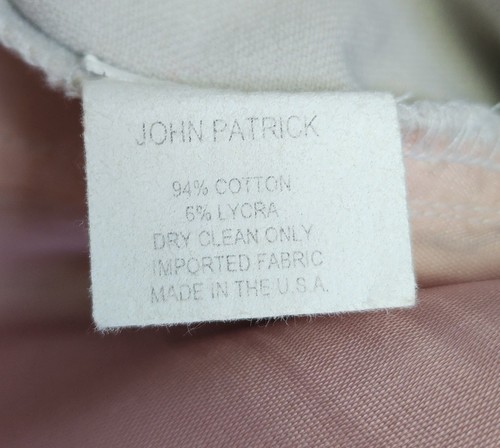 JOHN PATRICK
94% COTTON
6% LYCRA
DRY CLEAN ONLY
IMPORTED FABRIC
MADE IN THE U.S.A.